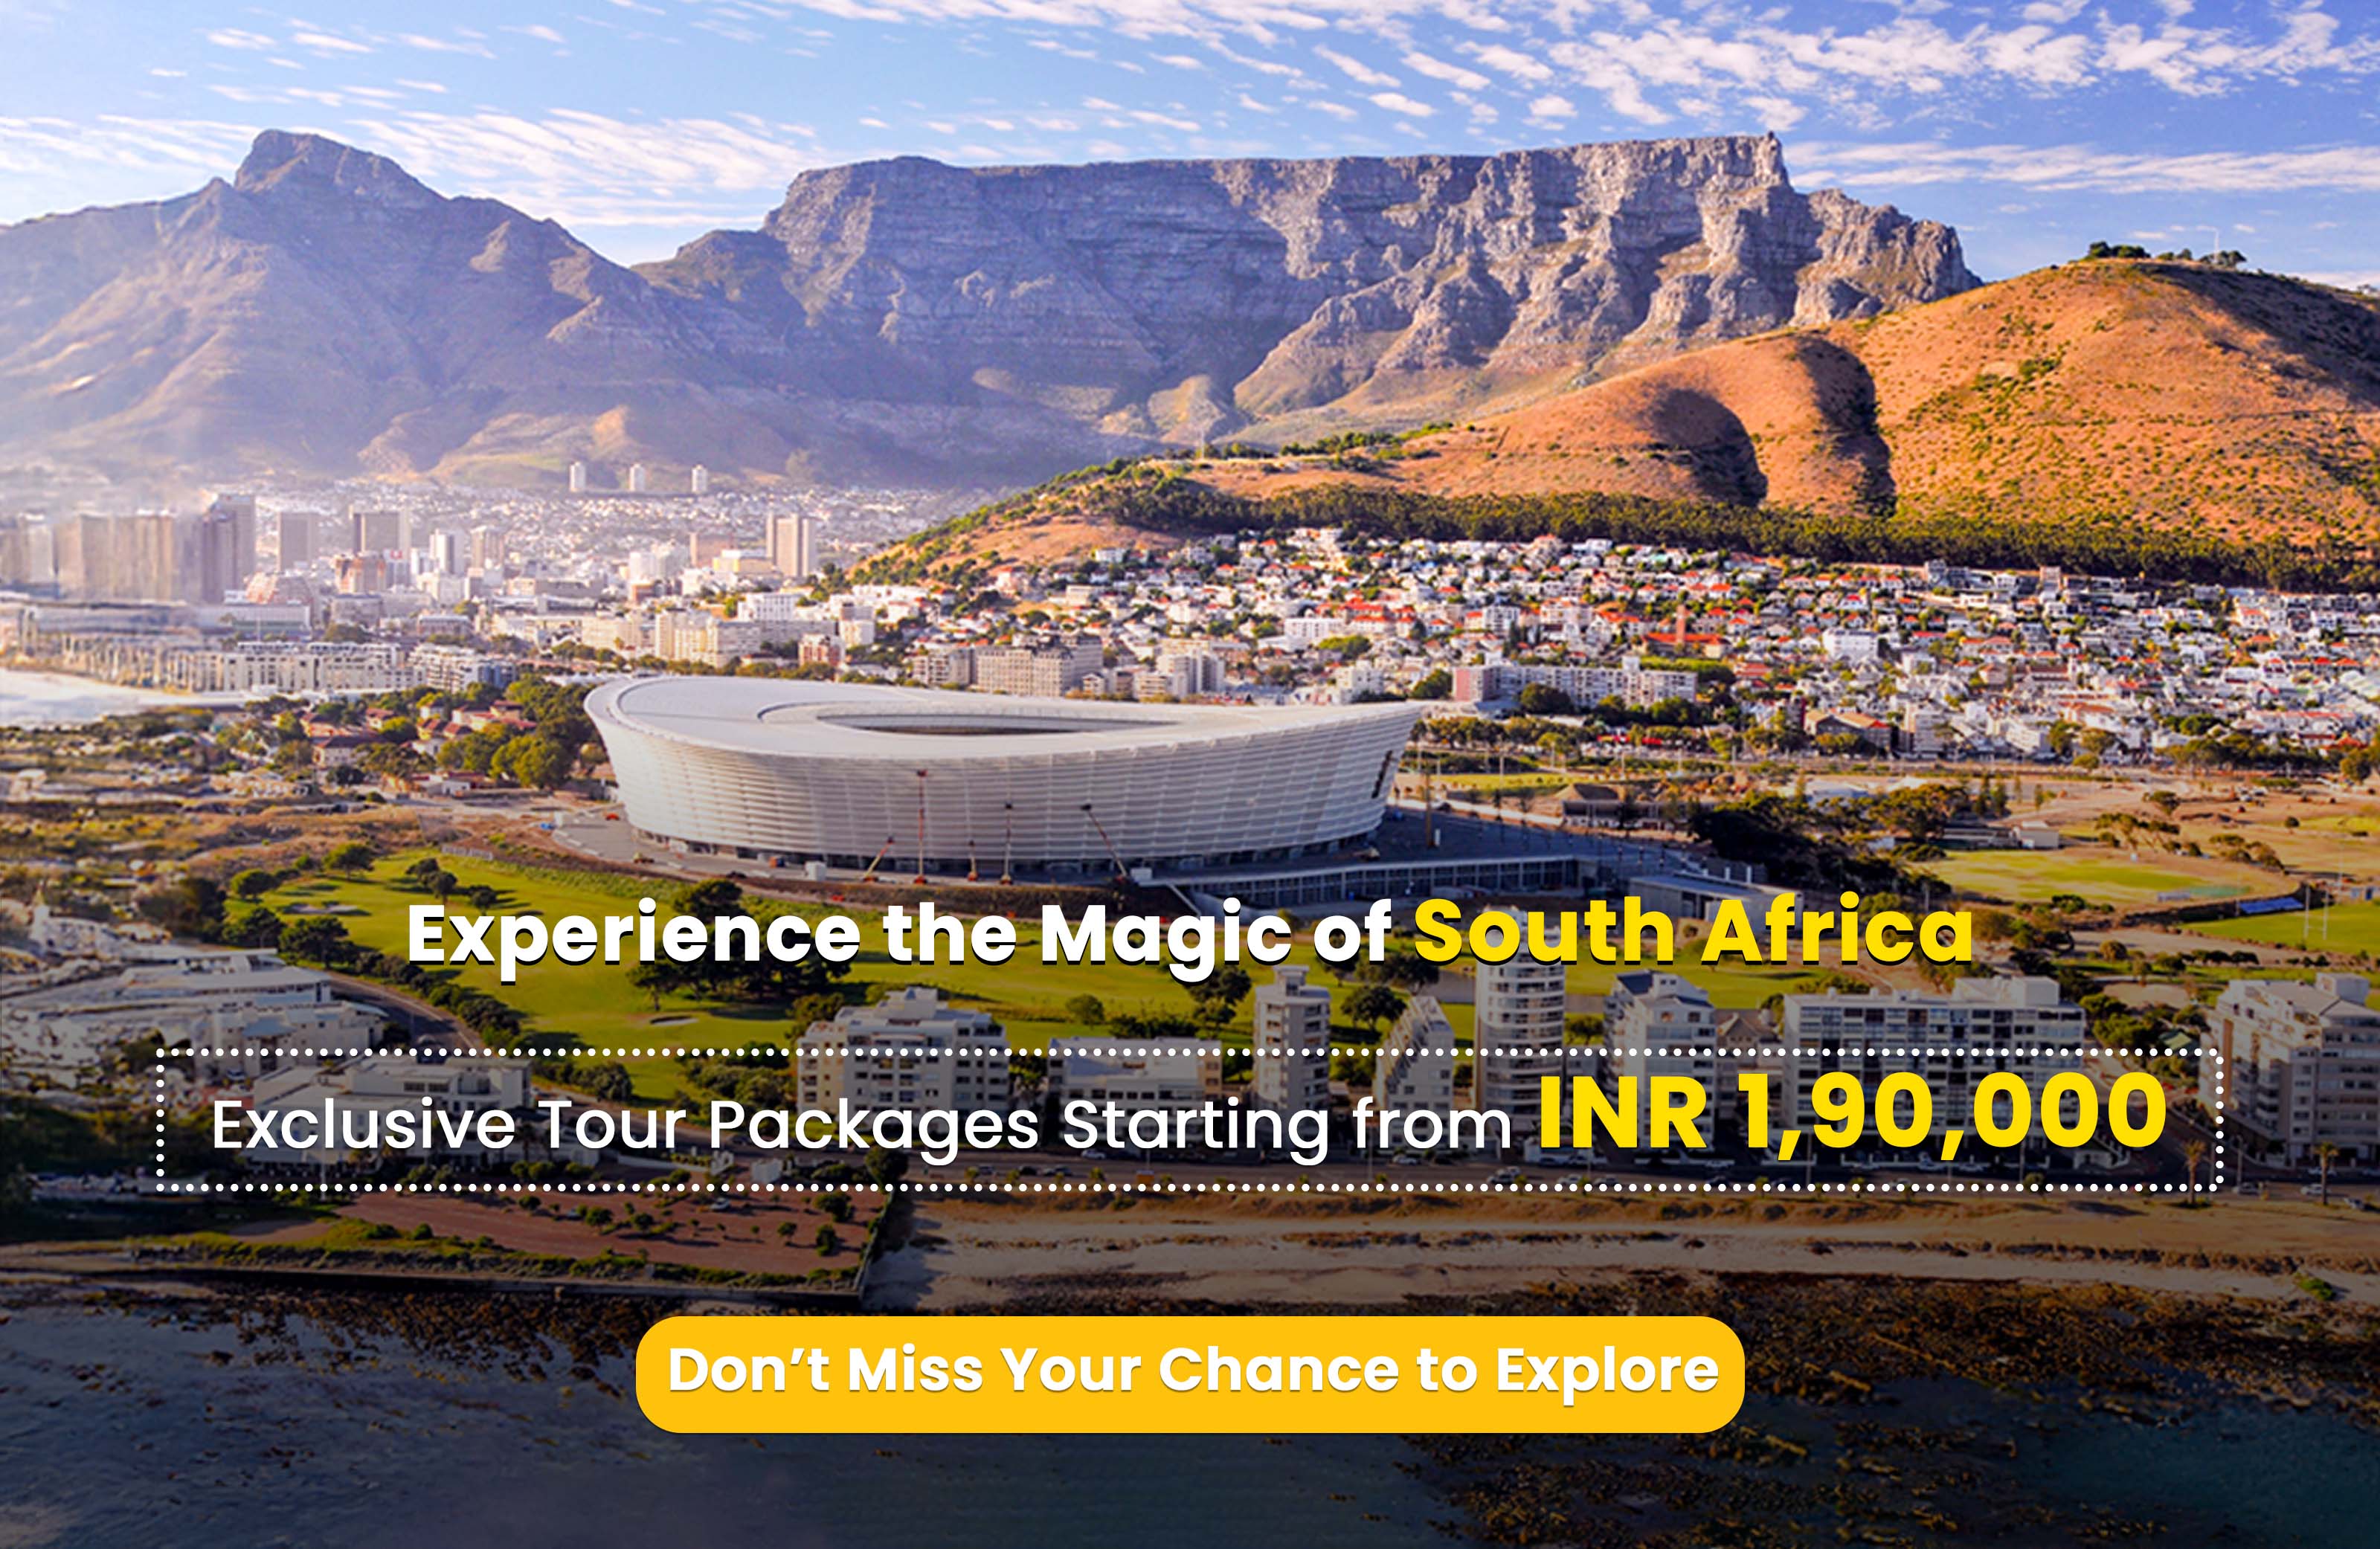 Experience the Magic of South Africa
Exclusive Tour Packages Starting from INR 1,90,000
Don’t Miss Your Chance to Explore